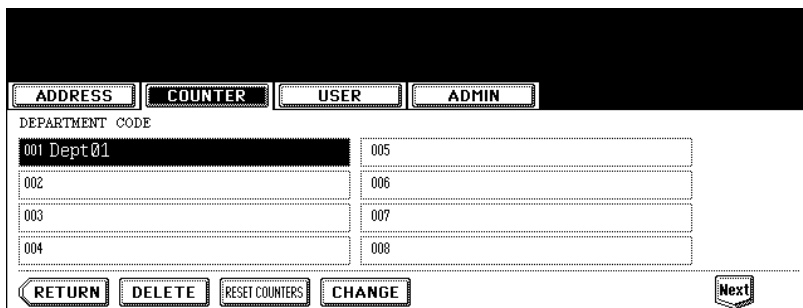 ADDRESS COUNTER USER ADMIN
DEPARTMENT CODE
001 Dept01 005
002 006
003 007
004 008
RETURN DELETE RESET COUNTERS CHANGE Next